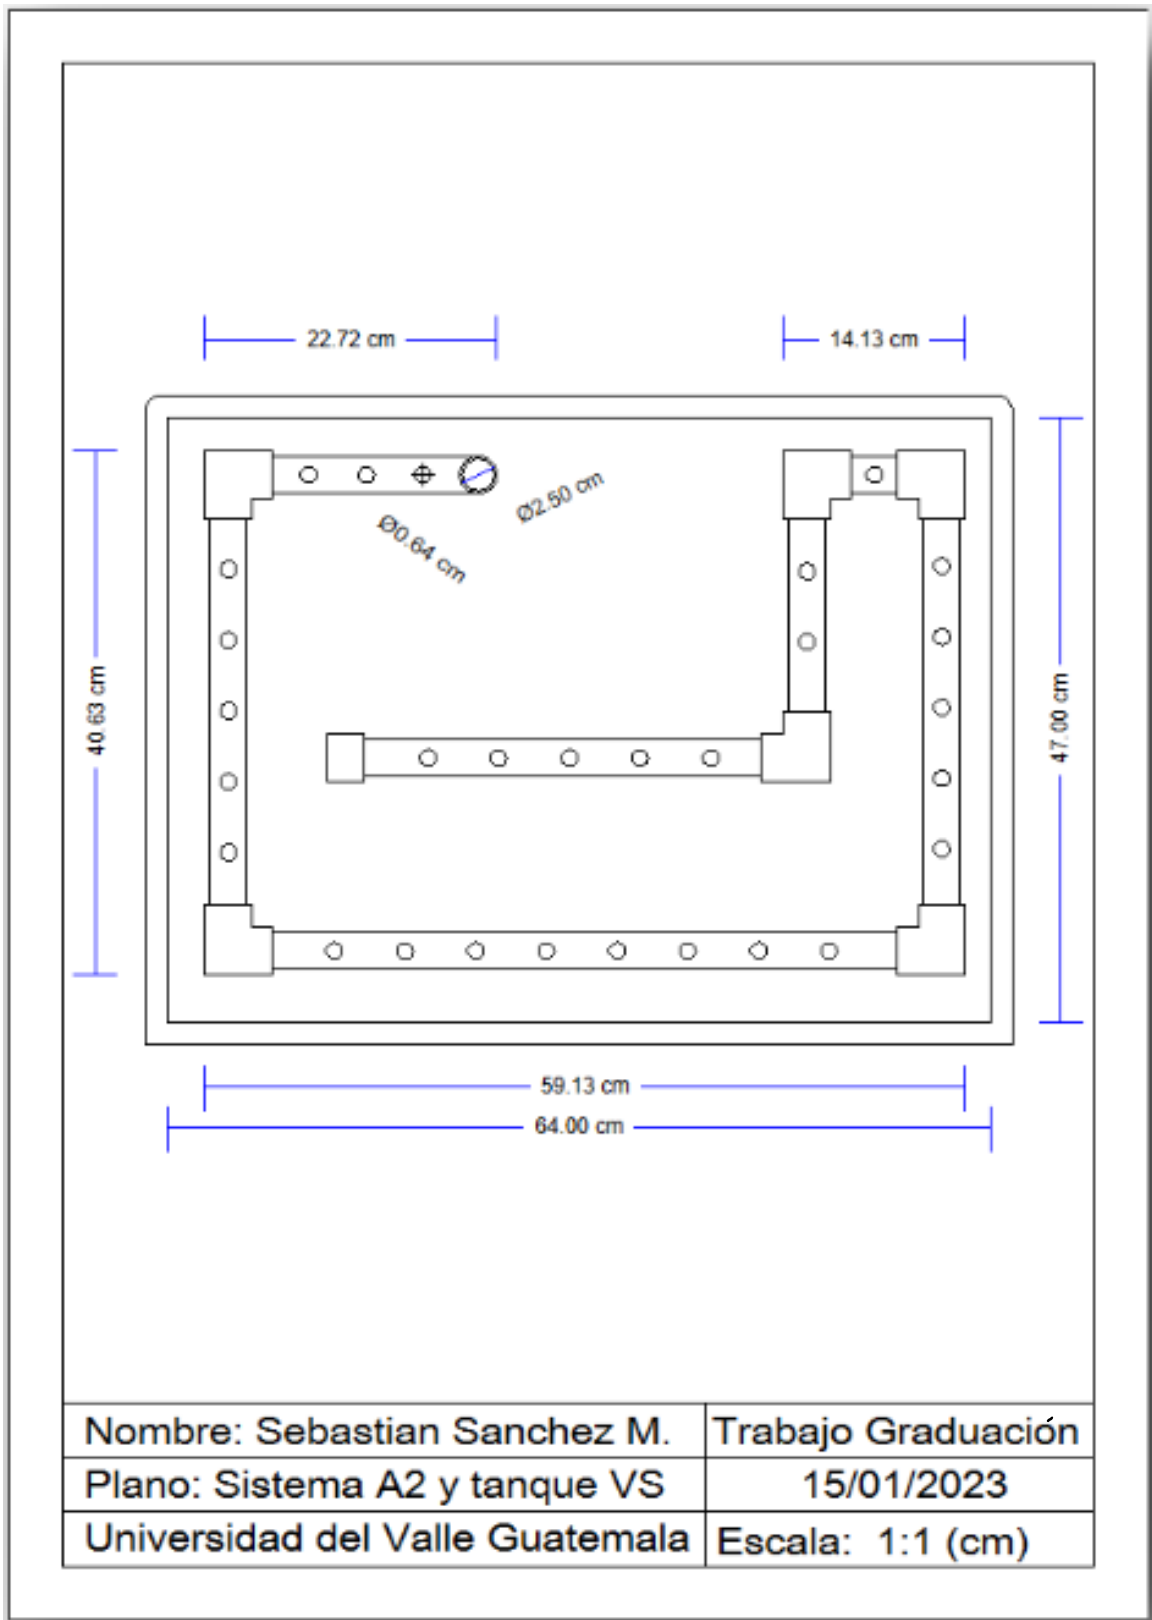 22.72 cm
14.13 cm
Ø2.50 cm
Ø0.64 cm
40.63 cm
47.00 cm
59.13 cm
64.00 cm
Nombre: Sebastian Sanchez M.
Trabajo Graduación
Plano: Sistema A2 y tanque VS
15/01/2023
Universidad del Valle Guatemala
Escala: 1:1 (cm)